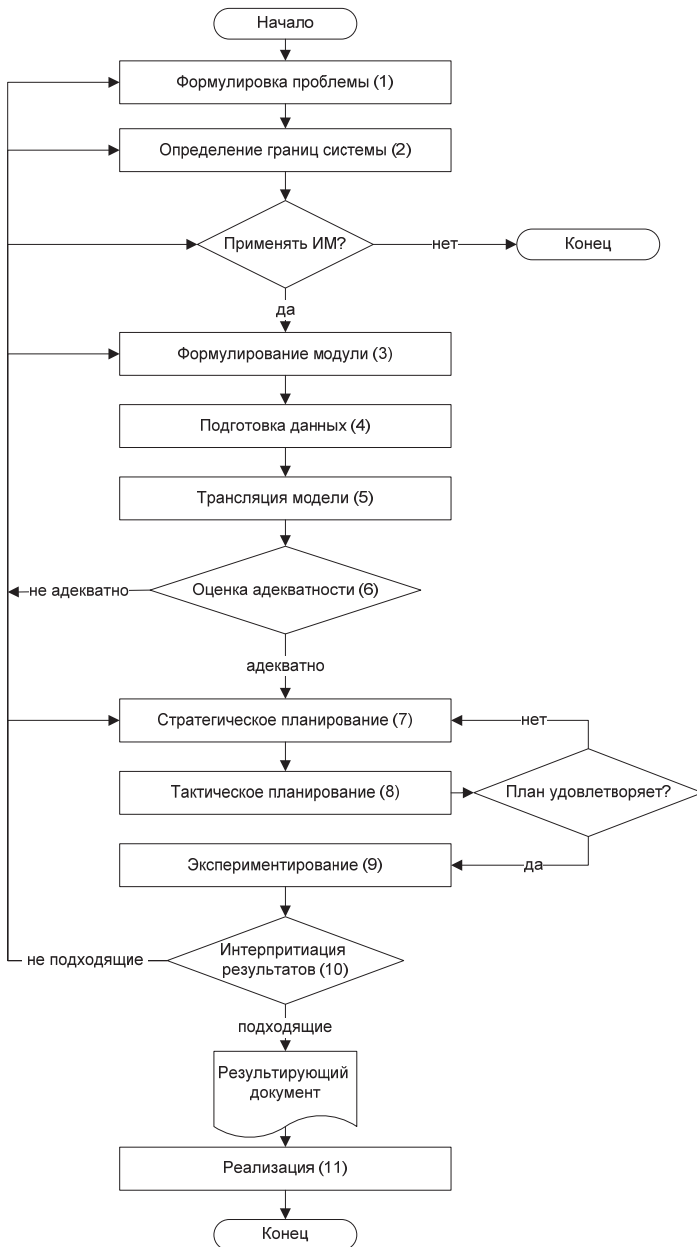 Начало
Формулировка проблемы (1)
Определение границ системы (2)
Применять ИМ?
нет
Конец
да
Формулирование модули (3)
Подготовка данных (4)
Трансляция модели (5)
Оценка адекватности (6)
не адекватно
адекватно
Стратегическое планирование (7)
нет
Тактическое планирование (8)
План удовлетворяет?
Экспериментирование (9)
да
Интерпритиация
результатов (10)
не подходящие
подходящие
Результирующий
документ
Реализация (11)
Конец